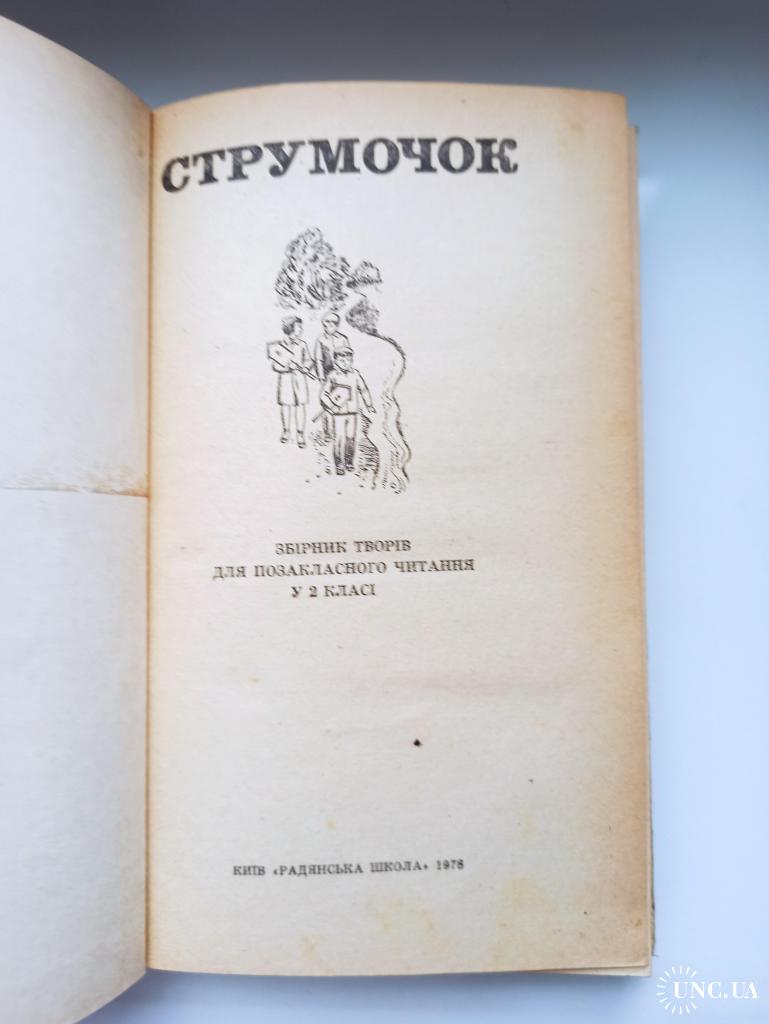 СТРУМОЧОК
ЗБІРНИК ТВОРІВ
ДЛЯ ПОЗАКЛАСНОГО ЧИТАННЯ
У 2 КЛАСІ
КИЇВ «РАДЯНСЬКА ШКОЛА» 1978
UNC.UA